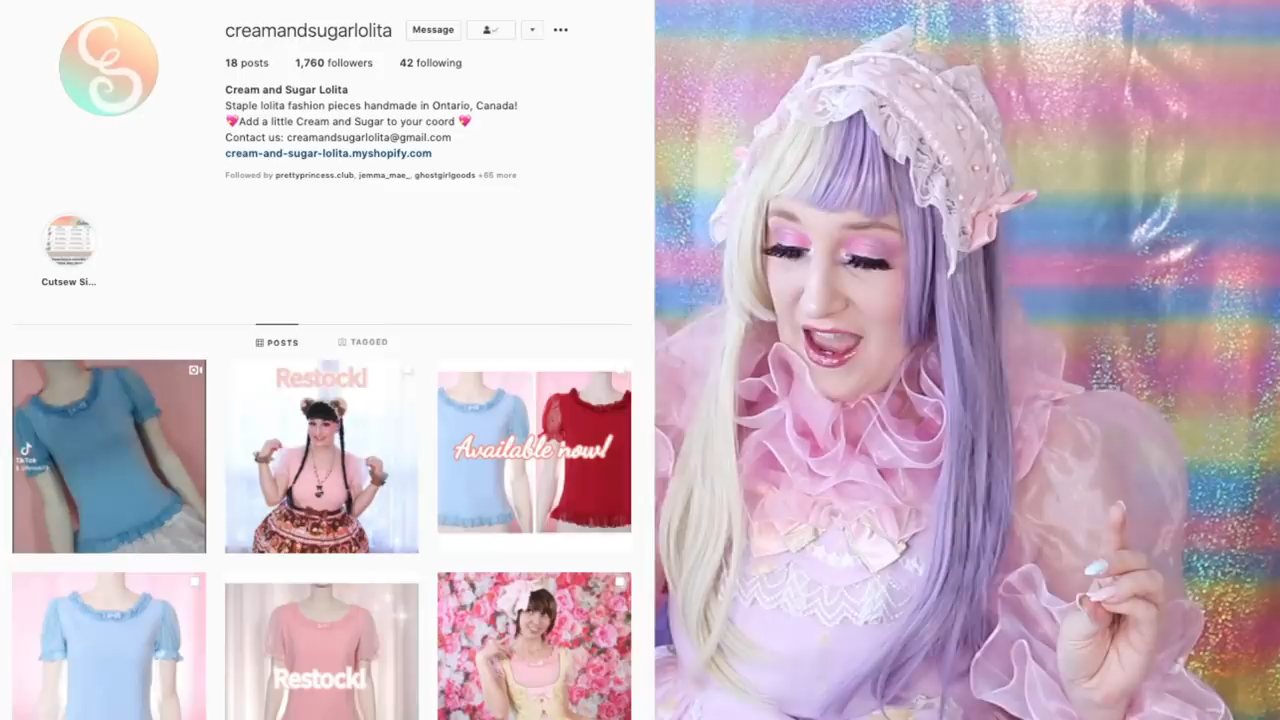 CS
creamandsugarlolita Message
18 posts 1,760 followers 42 following
Cream and Sugar Lolita
Staple lolita fashion pieces handmade in Ontario, Canada!
💖Add a little Cream and Sugar to your coord 💖
Contact us: creamandsugarlolita@gmail.com
cream-and-sugar-lolita.myshopify.com
Followed by prettyprincess.club, jemma_mae_, ghostgirlgoods +65 more
Cutsew Si...
POSTS TAGGED
TikTok
Restock!
Available now!
Restock!